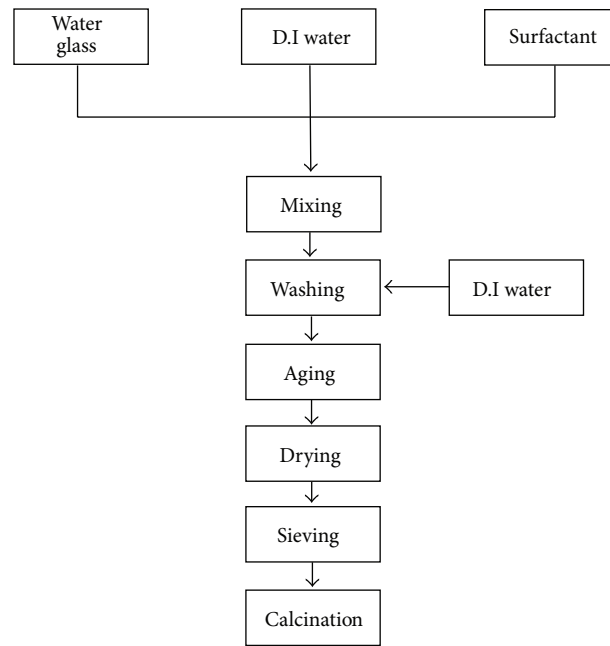 Water
glass
D.I water
Surfactant
Mixing
Washing
D.I water
Aging
Drying
Sieving
Calcination